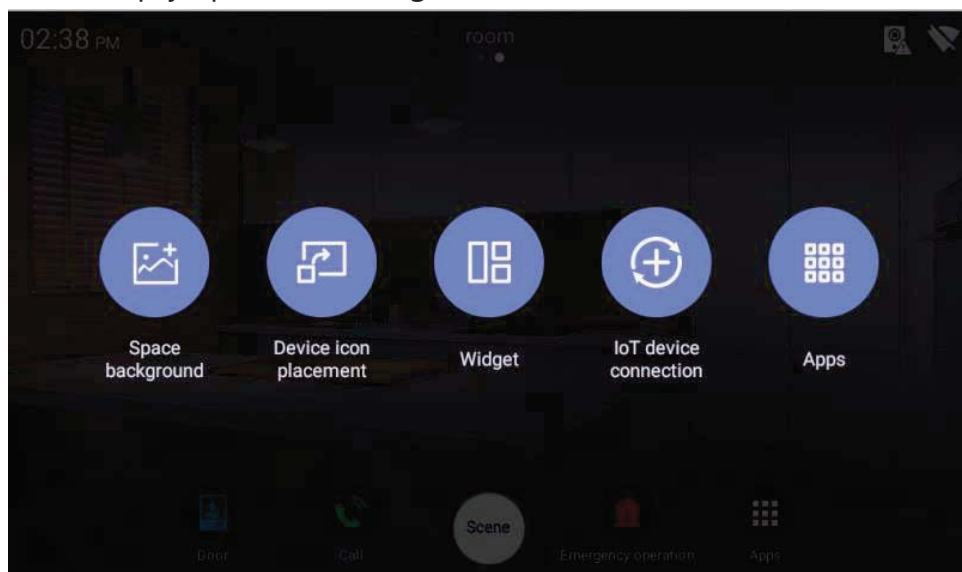 02:38 PM
room
Space
background
Device icon
placement
Widget
IoT device
connection
Apps
Door
Call
Scene
Emergency operation
Apps